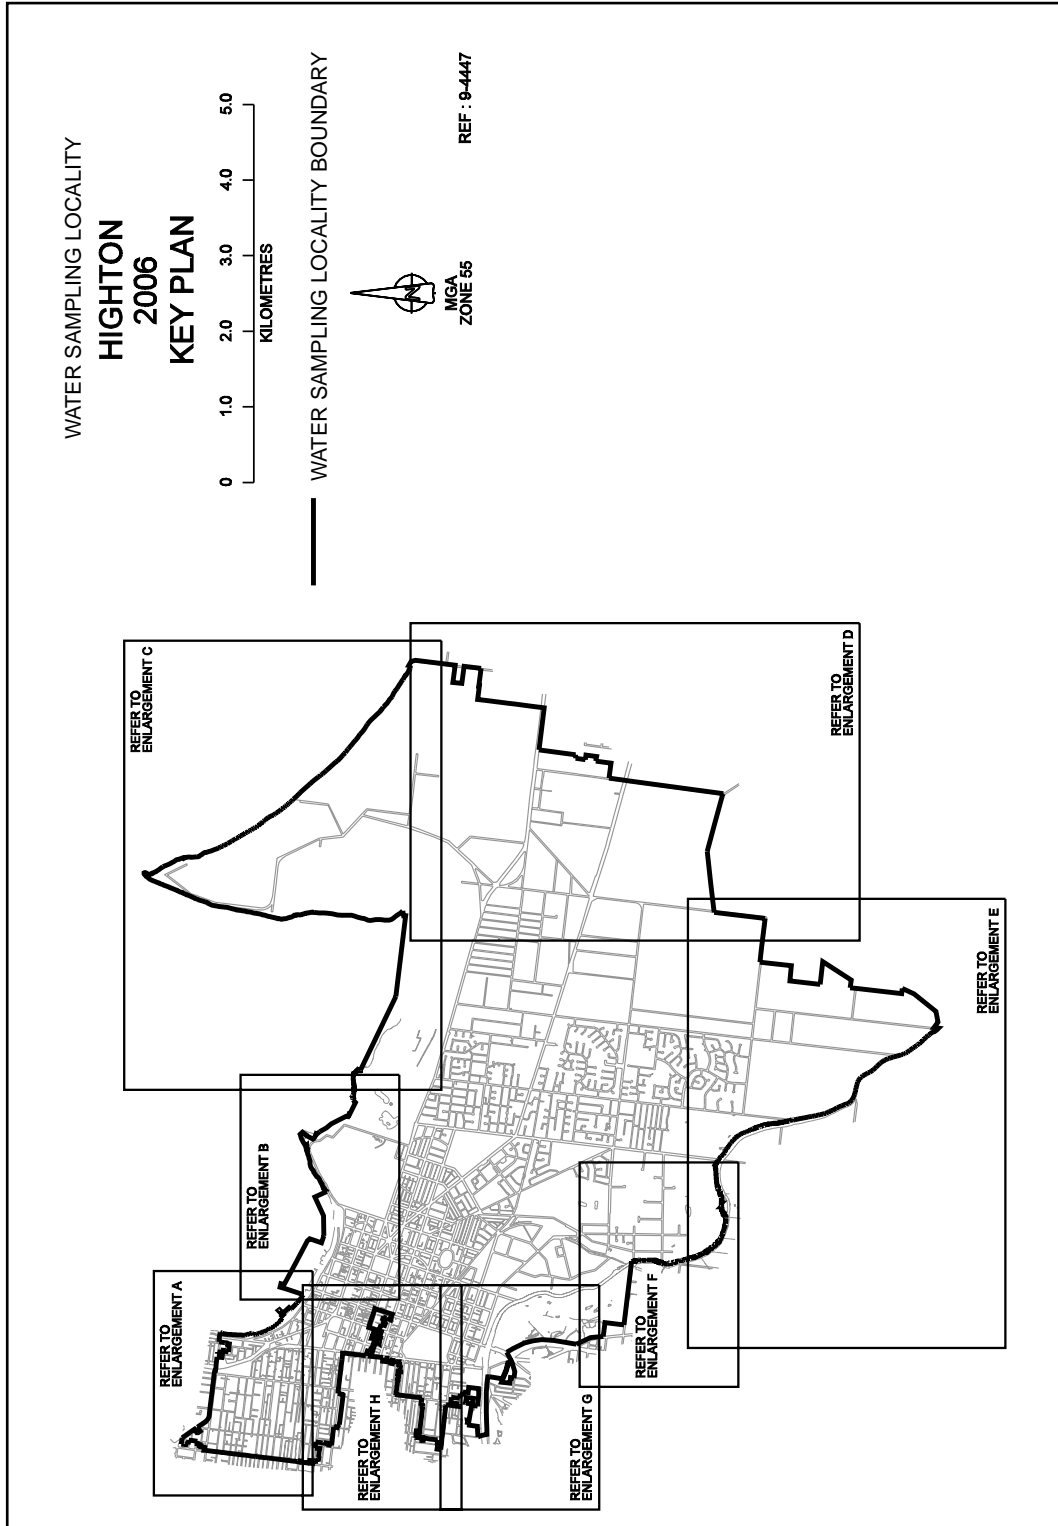 WATER SAMPLING LOCALITY
HIGHTON
2006
KEY PLAN
0 1.0 2.0 3.0 4.0 5.0
KILOMETRES
WATER SAMPLING LOCALITY BOUNDARY
N
MGA
ZONE 55
REF : 9-4447
REFER TO
ENLARGEMENT A
REFER TO
ENLARGEMENT B
REFER TO
ENLARGEMENT C
REFER TO
ENLARGEMENT H
REFER TO
ENLARGEMENT G
REFER TO
ENLARGEMENT F
REFER TO
ENLARGEMENT D
REFER TO
ENLARGEMENT E